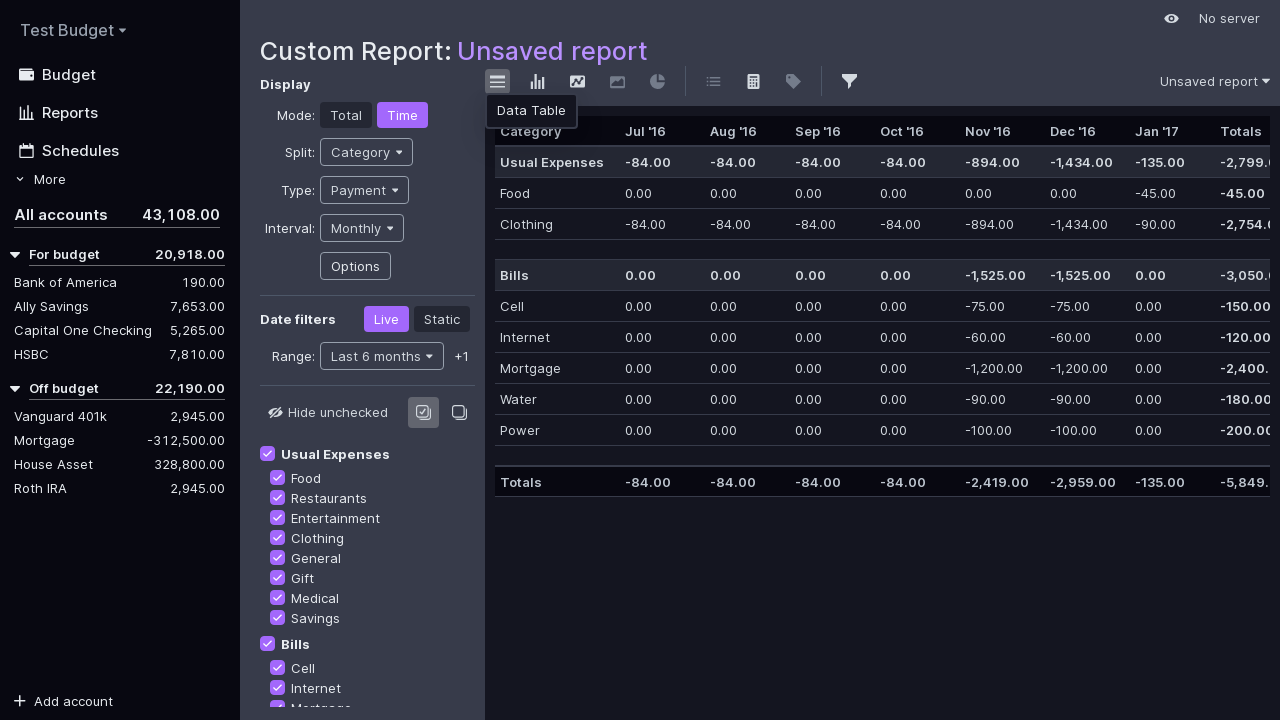 Test Budget
Budget
Reports
Schedules
More
All accounts 43,108.00
For budget 20,918.00
Bank of America 190.00
Ally Savings 7,653.00
Capital One Checking 5,265.00
HSBC 7,810.00
Off budget 22,190.00
Vanguard 401k 2,945.00
Mortgage -312,500.00
House Asset 328,800.00
Roth IRA 2,945.00
Add account
No server
Custom Report: Unsaved report
Display
Mode: Total Time
Split: Category
Type: Payment
Interval: Monthly
Options
Date filters Live Static
Range: Last 6 months +1
Hide unchecked
Usual Expenses
Food
Restaurants
Entertainment
Clothing
General
Gift
Medical
Savings
Bills
Cell
Internet
Mortgage
Unsaved report
Data Table
Category Jul '16 Aug '16 Sep '16 Oct '16 Nov '16 Dec '16 Jan '17 Totals
Usual Expenses -84.00 -84.00 -84.00 -84.00 -894.00 -1,434.00 -135.00 -2,799.0
Food 0.00 0.00 0.00 0.00 0.00 0.00 -45.00 -45.00
Clothing -84.00 -84.00 -84.00 -84.00 -894.00 -1,434.00 -90.00 -2,754.0
Bills 0.00 0.00 0.00 0.00 -1,525.00 -1,525.00 0.00 -3,050.
Cell 0.00 0.00 0.00 0.00 -75.00 -75.00 0.00 -150.00
Internet 0.00 0.00 0.00 0.00 -60.00 -60.00 0.00 -120.00
Mortgage 0.00 0.00 0.00 0.00 -1,200.00 -1,200.00 0.00 -2,400.
Water 0.00 0.00 0.00 0.00 -90.00 -90.00 0.00 -180.00
Power 0.00 0.00 0.00 0.00 -100.00 -100.00 0.00 -200.00
Totals -84.00 -84.00 -84.00 -84.00 -2,419.00 -2,959.00 -135.00 -5,849.